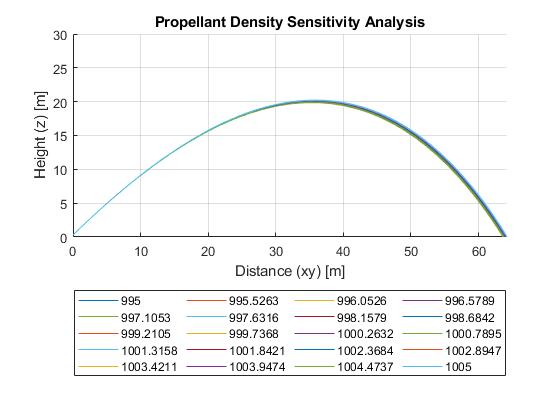 Propellant Density Sensitivity Analysis
30
25
20
15
10
5
0
Height (z) [m]
0 10 20 30 40 50 60
Distance (xy) [m]
995 995.5263 996.0526 996.5789
997.1053 997.6316 998.1579 998.6842
999.2105 999.7368 1000.2632 1000.7895
1001.3158 1001.8421 1002.3684 1002.8947
1003.4211 1003.9474 1004.4737 1005